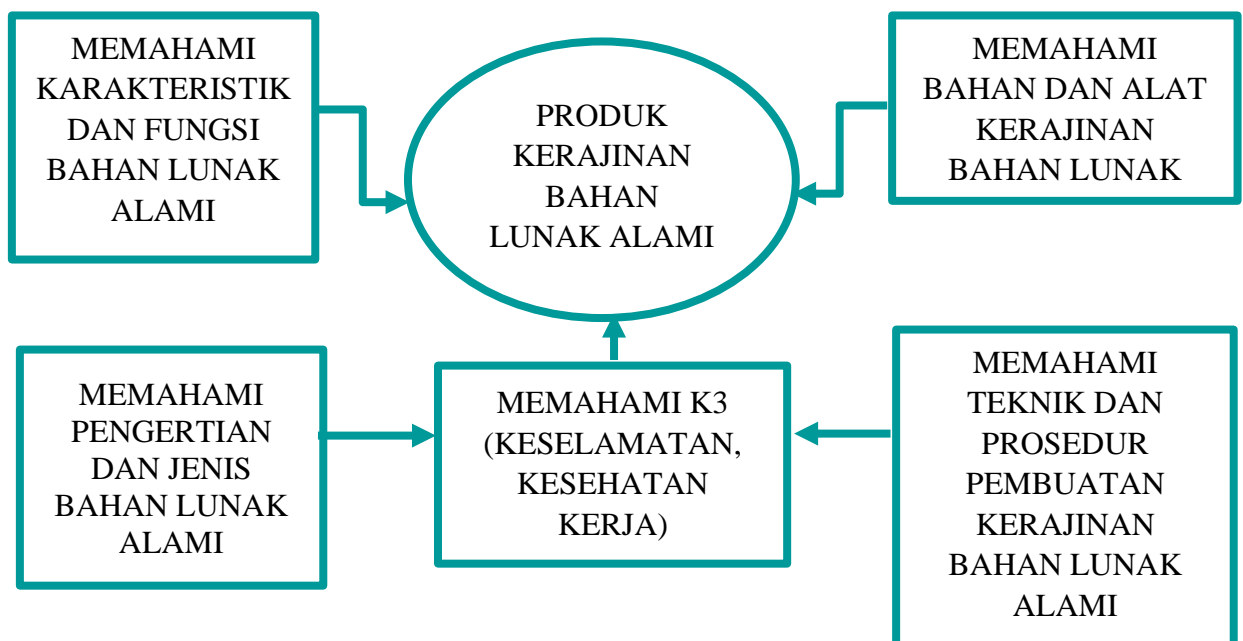 MEMAHAMI
KARAKTERISTIK
DAN FUNGSI
BAHAN LUNAK
ALAMI
PRODUK
KERAJINAN
BAHAN
LUNAK ALAMI
MEMAHAMI
BAHAN DAN ALAT
KERAJINAN
BAHAN LUNAK
MEMAHAMI
PENGERTIAN
DAN JENIS
BAHAN LUNAK
ALAMI
MEMAHAMI K3
(KESELAMATAN,
KESEHATAN
KERJA)
MEMAHAMI
TEKNIK DAN
PROSEDUR
PEMBUATAN
KERAJINAN
BAHAN LUNAK
ALAMI